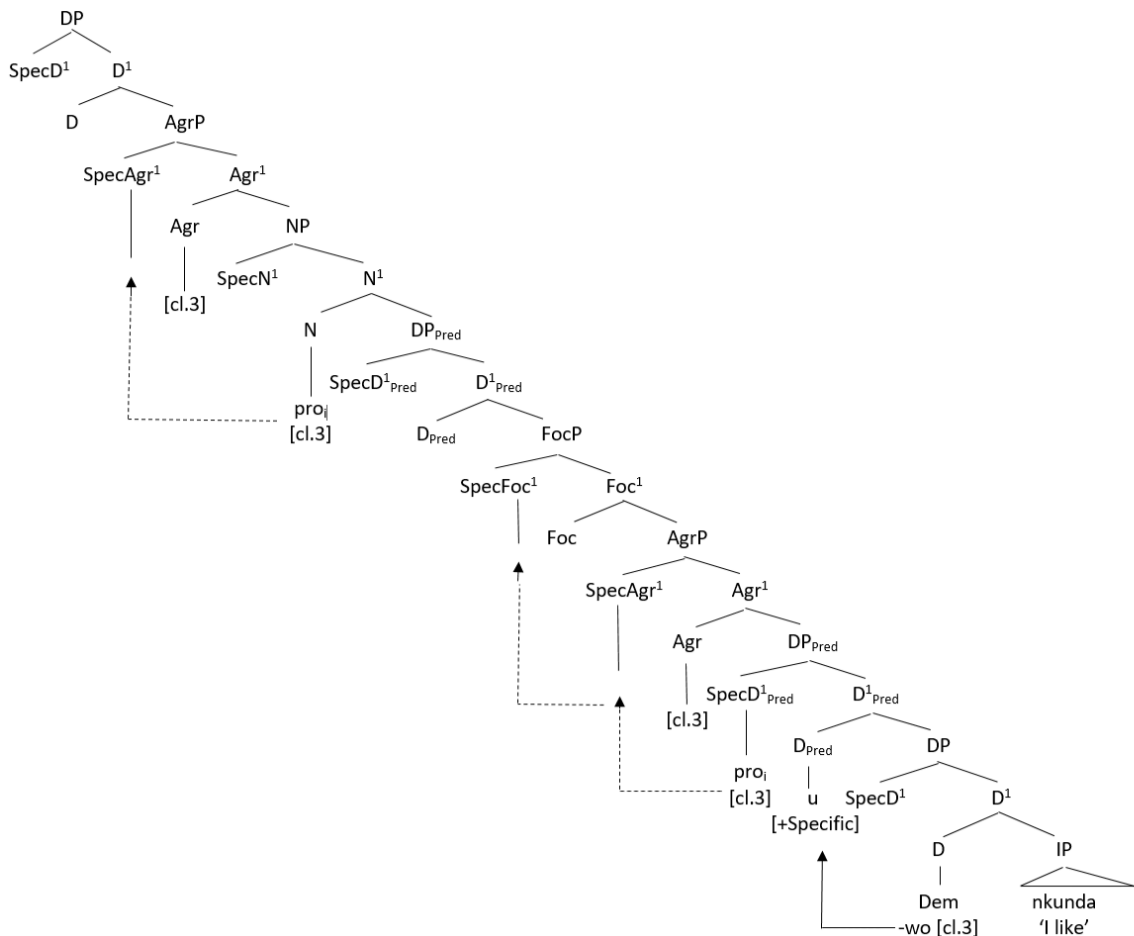 DP
SpecD¹ D¹
D AgrP
SpecAgr¹ Agr¹
Agr NP
SpecN¹ N¹
[cl.3]
N DPPred
SpecD¹Pred D¹Pred
proi
[cl.3] DPred FocP
SpecFoc¹ Foc¹
Foc AgrP
SpecAgr¹ Agr¹
Agr DPPred
SpecD¹Pred D¹Pred
[cl.3]
DPred DP
proi
[cl.3] u SpecD¹ D¹
[+Specific]
D IP
Dem nkunda
-wo [cl.3] ‘I like’